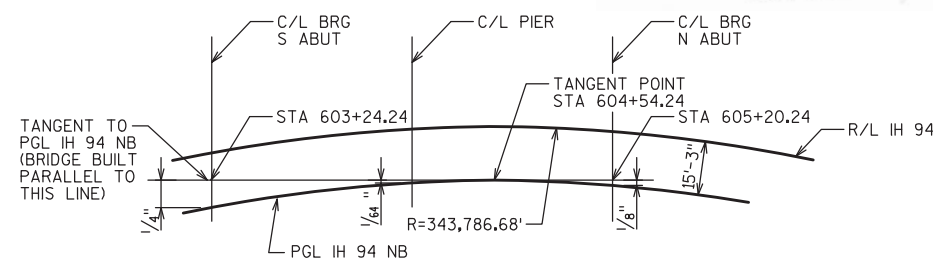 C/L BRG
S ABUT
C/L PIER
C/L BRG
N ABUT
TANGENT POINT
STA 604+54.24
STA 603+24.24
STA 605+20.24
TANGENT TO
PGL IH 94 NB
(BRIDGE BUILT
PARALLEL TO
THIS LINE)
R/L IH 94
15'-3"
1/4"
1/64"
R=343,786.68'
1/8"
PGL IH 94 NB